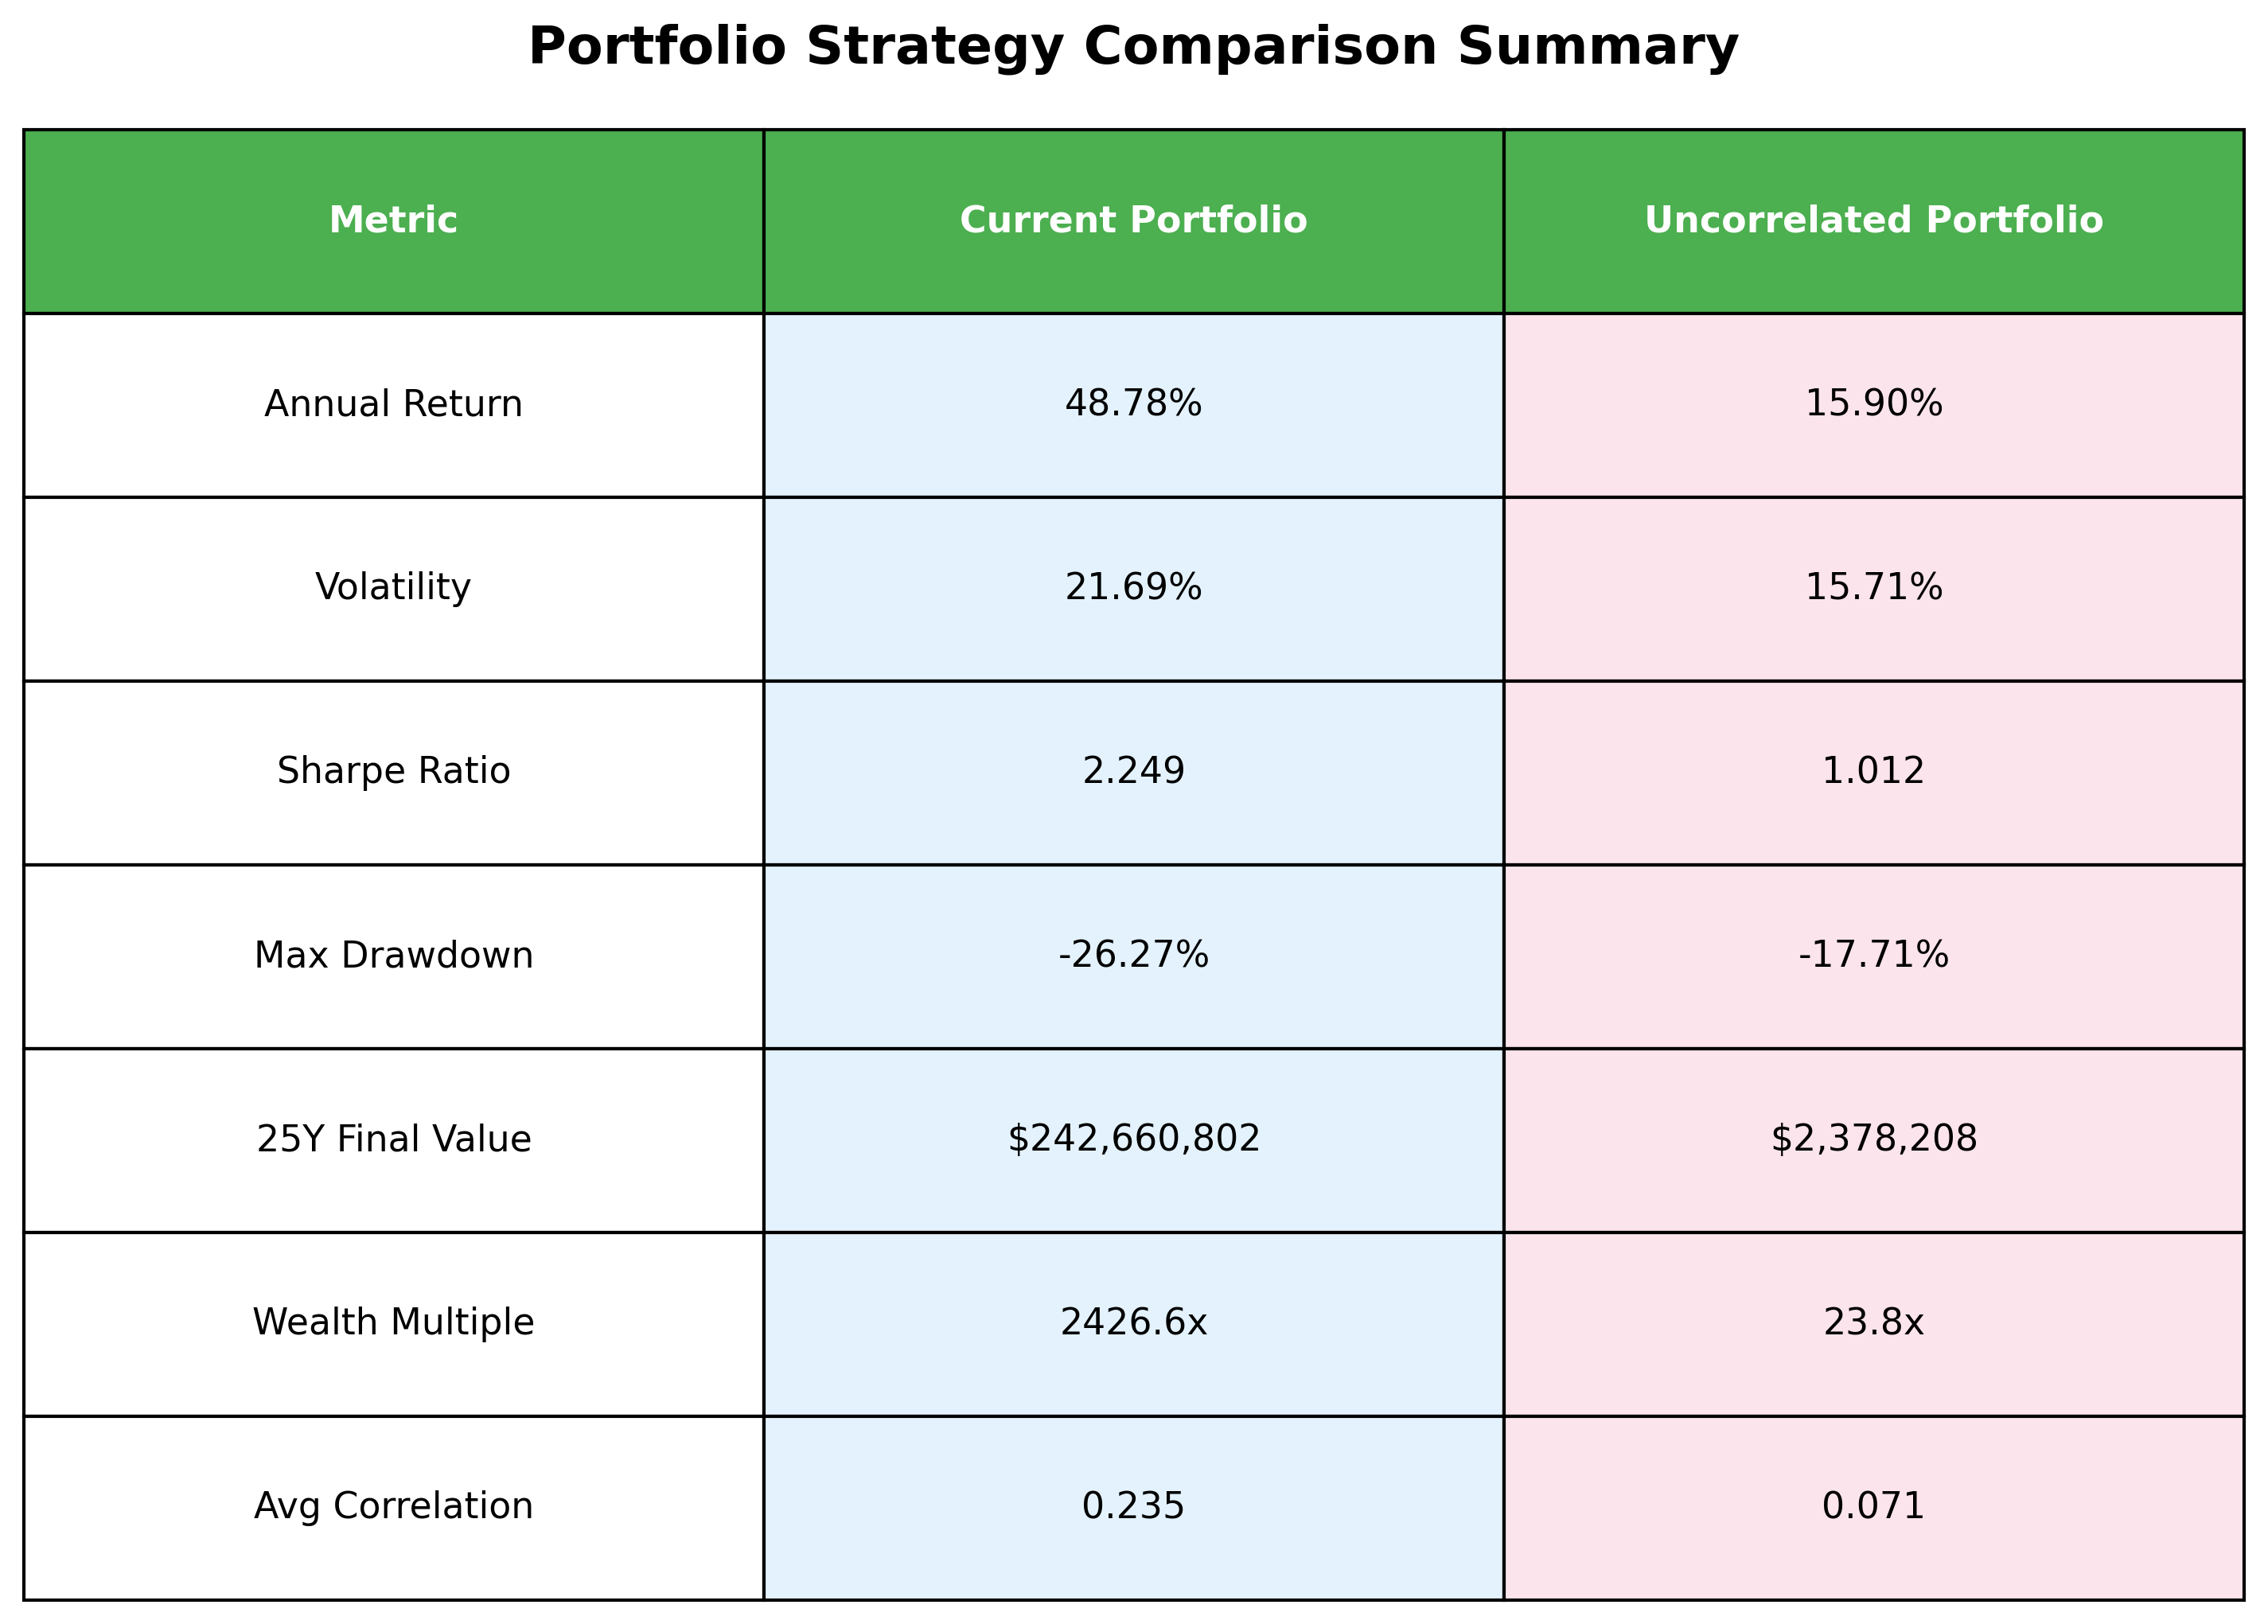 Portfolio Strategy Comparison Summary
Metric Current Portfolio Uncorrelated Portfolio
Annual Return 48.78% 15.90%
Volatility 21.69% 15.71%
Sharpe Ratio 2.249 1.012
Max Drawdown -26.27% -17.71%
25Y Final Value $242,660,802 $2,378,208
Wealth Multiple 2426.6x 23.8x
Avg Correlation 0.235 0.071